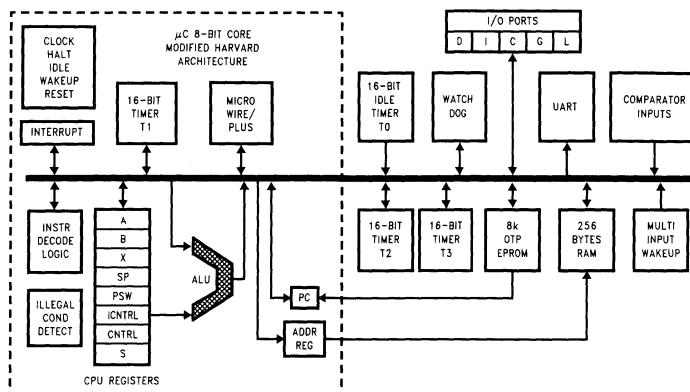 CLOCK
HALT
IDLE
WAKEUP
RESET
μC 8-BIT CORE
MODIFIED HARVARD
ARCHITECTURE
I/O PORTS
D I C G L
INTERRUPT
16-BIT
TIMER
T1
MICRO
WIRE/
PLUS
16-BIT
IDLE
TIMER
T0
WATCH
DOG
UART
COMPARATOR
INPUTS
INSTR
DECODE
LOGIC
ILLEGAL
COND
DETECT
A
B
X
SP
PSW
ICNTRL
CNTRL
S
CPU REGISTERS
ALU
PC
ADDR
REG
16-BIT
TIMER
T2
16-BIT
TIMER
T3
8k
OTP
EPROM
256
BYTES
RAM
MULTI
INPUT
WAKEUP